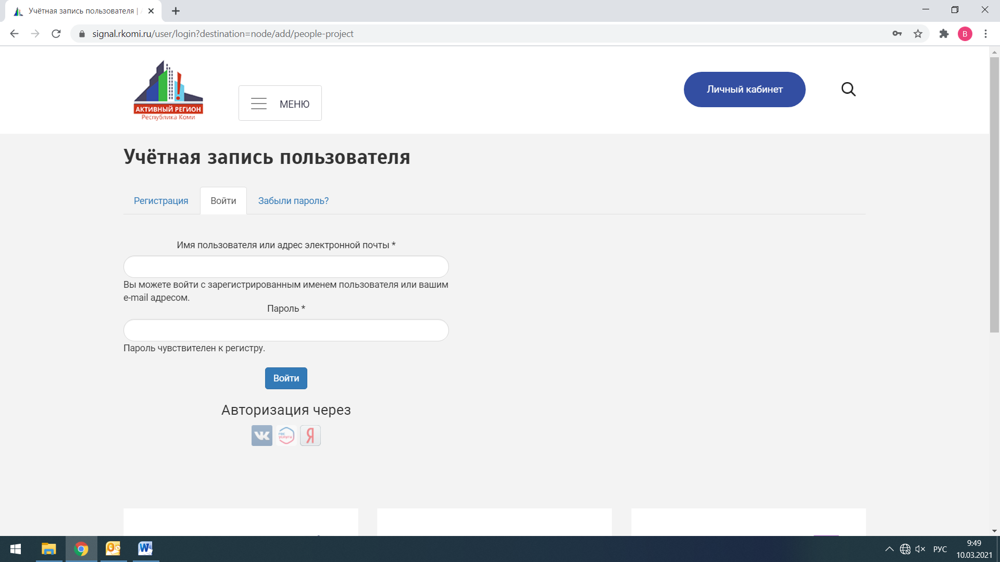 Учётная запись пользователя |
signal.rkomi.ru/user/login?destination=node/add/people-project
В
АКТИВНЫЙ РЕГИОН
Республика Коми
МЕНЮ
Личный кабинет
Учётная запись пользователя
Регистрация
Войти
Забыли пароль?
Имя пользователя или адрес электронной почты *
Вы можете войти с зарегистрированным именем пользователя или вашим
e-mail адресом.
Пароль *
Пароль чувствителен к регистру.
Войти
Авторизация через
гос
услуги
Я
РУС
9:49
10.03.2021